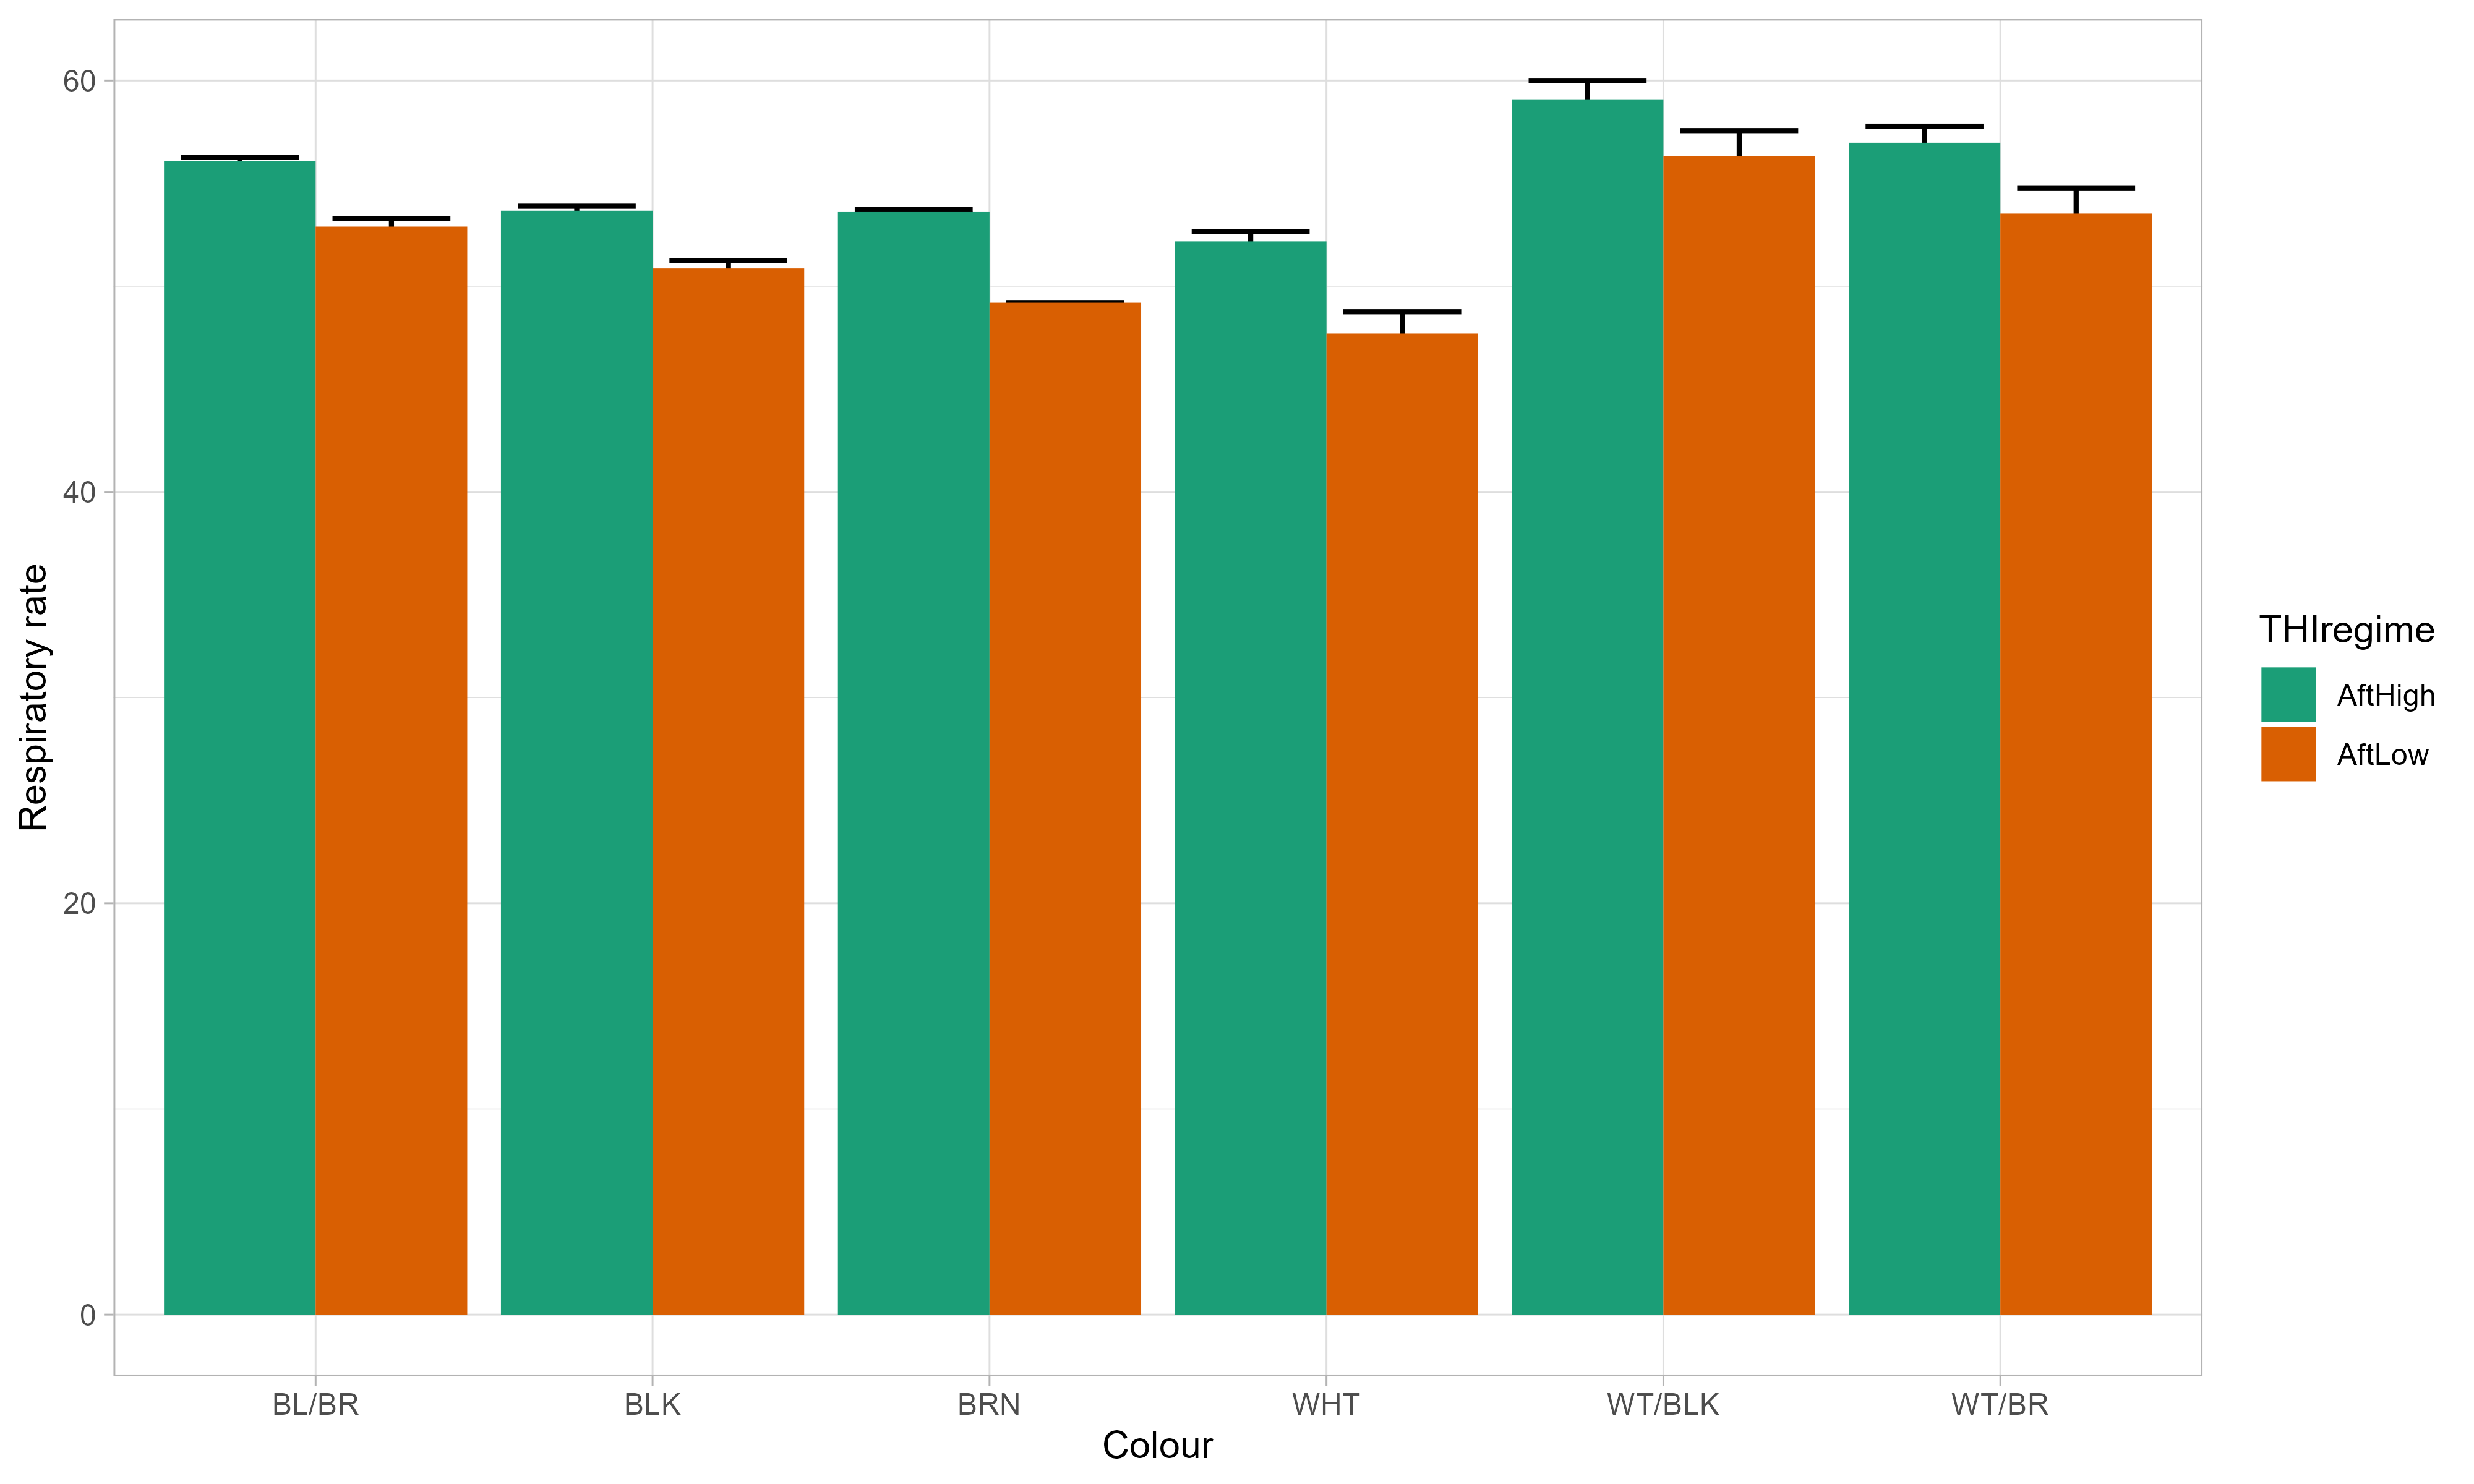 60
40
20
0
Respiratory rate
BL/BR BLK BRN WHT WT/BLK WT/BR
Colour
THIregime
AftHigh
AftLow